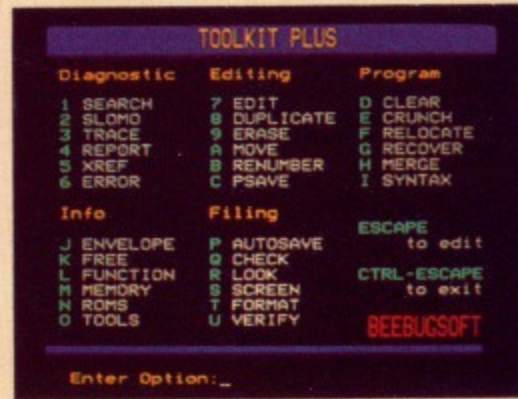 TOOLKIT PLUS
Diagnostic Editing Program
1 SEARCH 7 EDIT D CLEAR
2 SLOMO 8 DUPLICATE E CRUNCH
3 TRACE 9 ERASE F RELOCATE
4 REPORT A MOVE G RECOVER
5 XREF B RENUMBER H MERGE
6 ERROR C PSAVE I SYNTAX
Info Filing
J ENVELOPE P AUTOSAVE
K FREE Q CHECK
L FUNCTION R LOOK
M MEMORY S SCREEN
N ROMS T FORMAT
O TOOLS U VERIFY
ESCAPE
to edit
CTRL-ESCAPE
to exit
BEEBUGSOFT
Enter Option:_